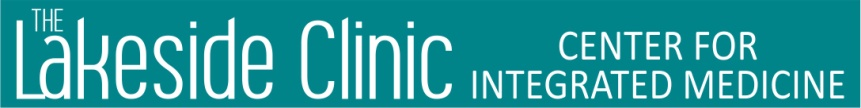 THE
Lakeside Clinic
CENTER FOR
INTEGRATED MEDICINE